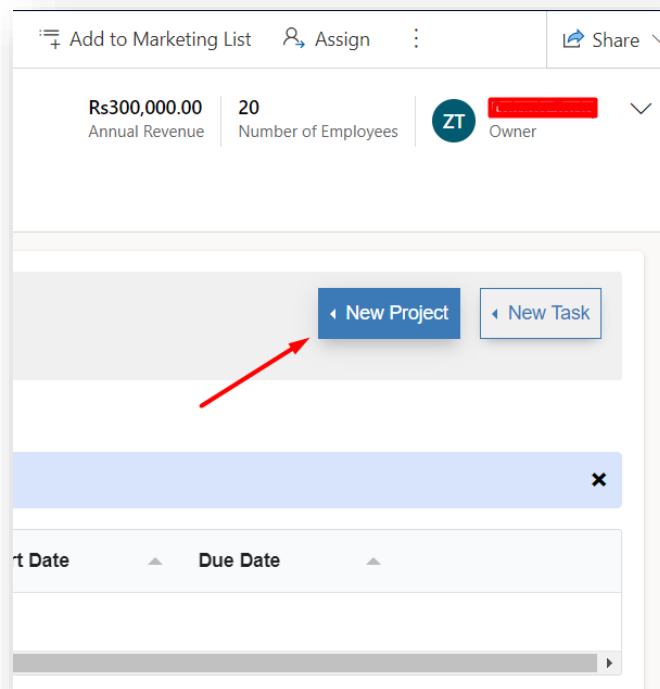 Add to Marketing List Assign Share
Rs300,000.00 20
Annual Revenue Number of Employees ZT Owner
New Project New Task
rt Date Due Date